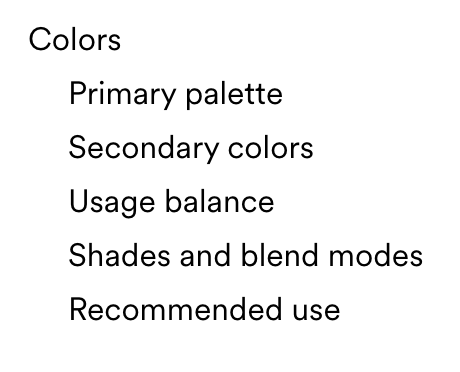 Colors
Primary palette
Secondary colors
Usage balance
Shades and blend modes
Recommended use